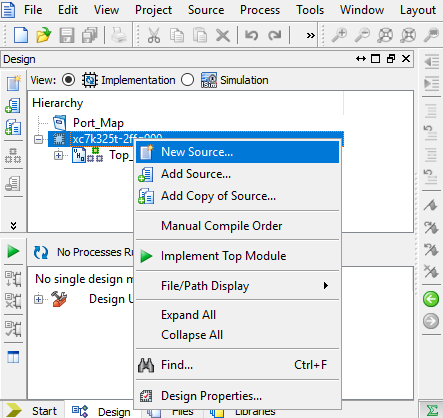 File Edit View Project Source Process Tools Window Layout
Design
View: Implementation Simulation
Hierarchy
Port_Map
xc7k325t-2ff
Top_
New Source...
Add Source...
Add Copy of Source...
Manual Compile Order
Implement Top Module
File/Path Display
Expand All
Collapse All
Find... Ctrl+F
Design Properties...
No Processes Ru
No single design m
Design U
Start Design Files Libraries